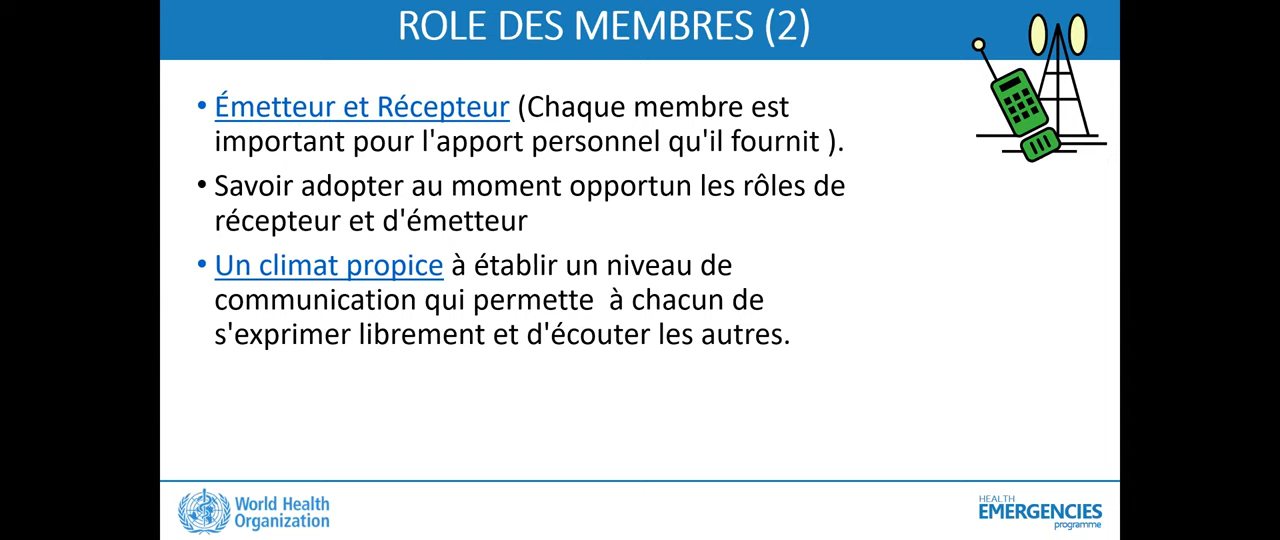 ROLE DES MEMBRES (2)
• Émetteur et Récepteur (Chaque membre est
important pour l'apport personnel qu'il fournit ).
• Savoir adopter au moment opportun les rôles de
récepteur et d'émetteur
• Un climat propice à établir un niveau de
communication qui permette  à chacun de
s'exprimer librement et d'écouter les autres.
World Health
Organization
HEALTH
EMERGENCIES
programme